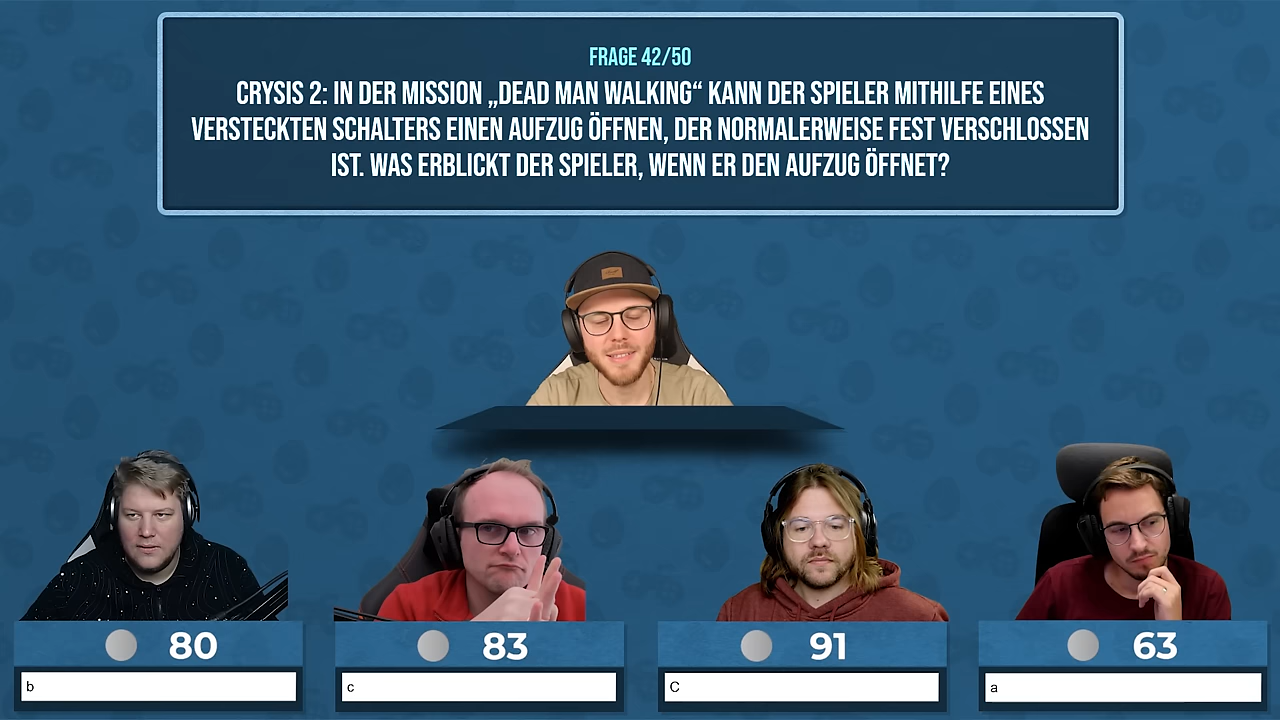 FRAGE 42/50
CRYSIS 2: IN DER MISSION „DEAD MAN WALKING“ KANN DER SPIELER MITHILFE EINES
VERSTECKTEN SCHALTERS EINEN AUFZUG ÖFFNEN, DER NORMALERWEISE FEST VERSCHLOSSEN
IST. WAS ERBLICKT DER SPIELER, WENN ER DEN AUFZUG ÖFFNET?
80
83
91
63
b
c
C
a